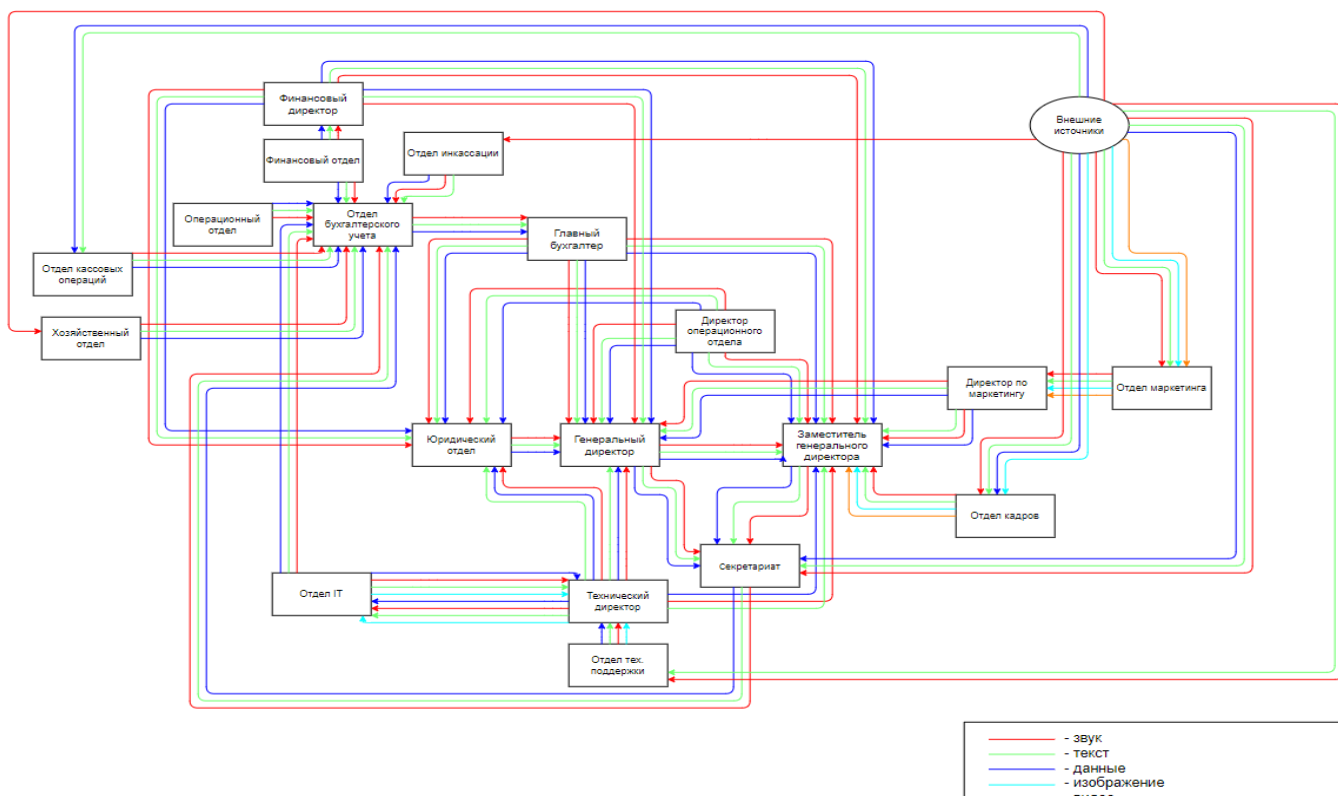 Финансовый
директор
Внешние
источники
Финансовый отдел
Отдел инкассации
Операционный
отдел
Отдел
бухгалтерского
учета
Главный
бухгалтер
Отдел кассовых
операций
Хозяйственный
отдел
Директор
операционного
отдела
Директор по
маркетингу
Отдел маркетинга
Юридический
отдел
Генеральный
директор
Заместитель
генерального
директора
Отдел кадров
Секретариат
Отдел IT
Технический
директор
Отдел тех.
поддержки
- звук
- текст
- данные
- изображение